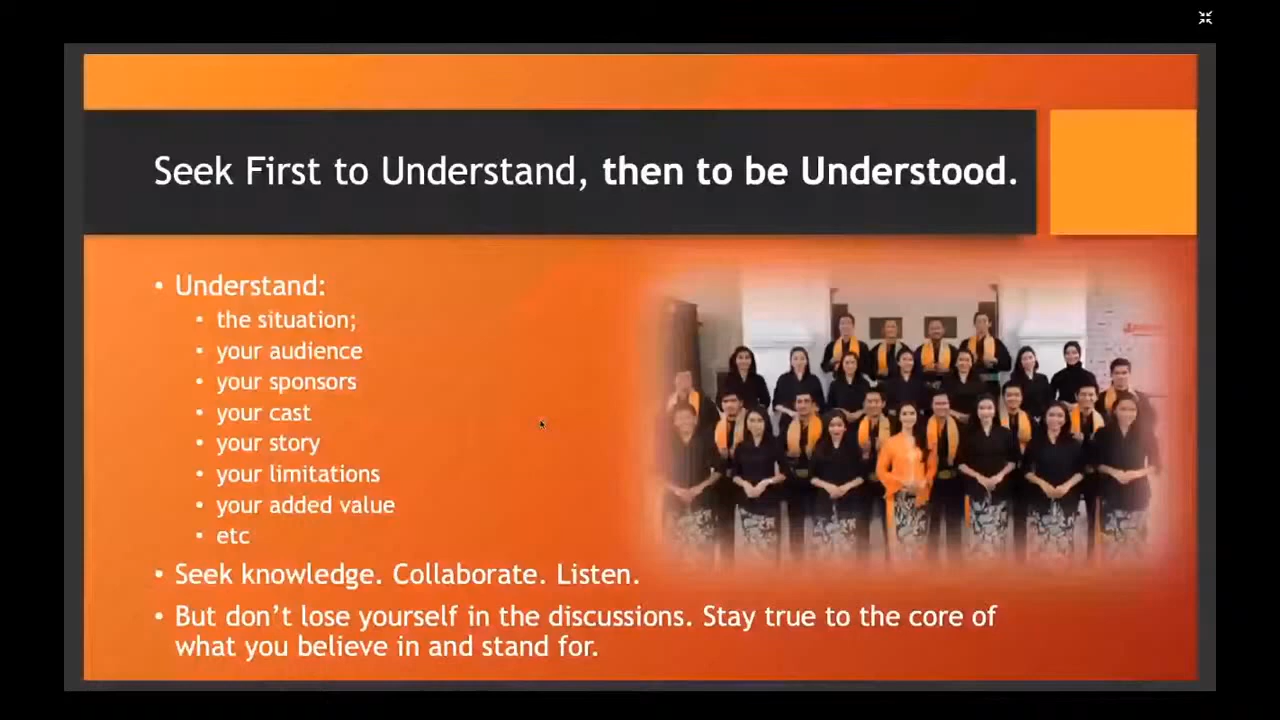 Seek First to Understand, then to be Understood.
• Understand:
• the situation;
• your audience
• your sponsors
• your cast
• your story
• your limitations
• your added value
• etc
• Seek knowledge. Collaborate. Listen.
• But don’t lose yourself in the discussions. Stay true to the core of
what you believe in and stand for.